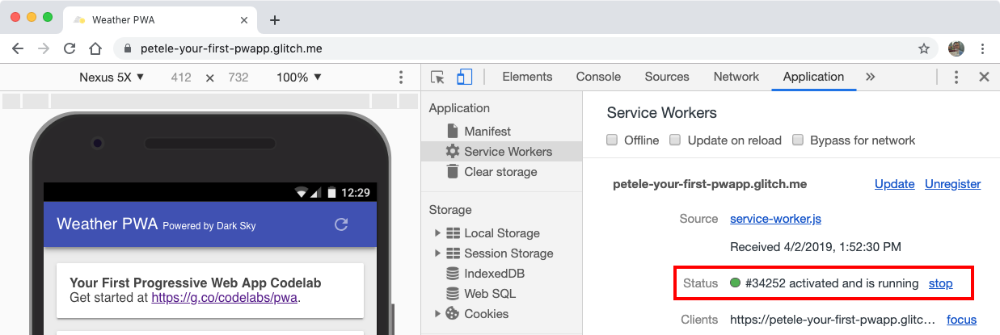 Weather PWA
petele-your-first-pwapp.glitch.me
Nexus 5X ▼ 412 × 732 100% ▼
Elements Console Sources Network Application »
12:29
Weather PWA Powered by Dark Sky
Your First Progressive Web App Codelab
Get started at https://g.co/codelabs/pwa.
Application
Manifest
Service Workers
Clear storage
Storage
Local Storage
Session Storage
IndexedDB
Web SQL
Cookies
Service Workers
Offline Update on reload Bypass for network
petele-your-first-pwapp.glitch.me Update Unregister
Source service-worker.js
Received 4/2/2019, 1:52:30 PM
Status #34252 activated and is running stop
Clients https://petele-your-first-pwapp.glitc… focus